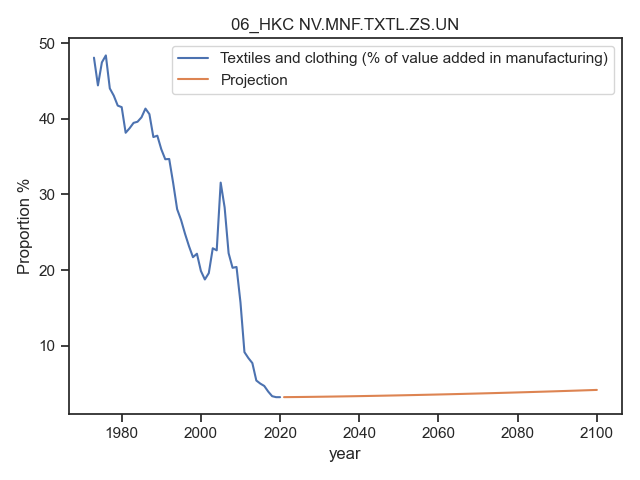 06_HKC NV.MNF.TXTL.ZS.UN
Textiles and clothing (% of value added in manufacturing)
Projection
Proportion %
50
40
30
20
10
1980 2000 2020 2040 2060 2080 2100
year